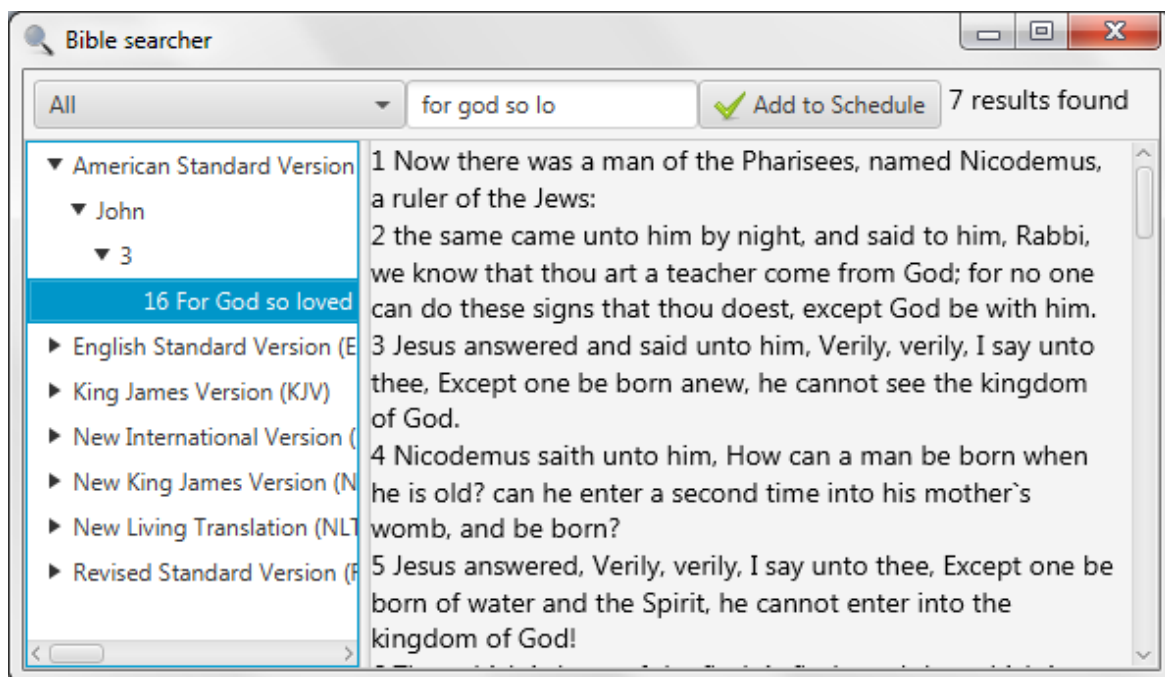 Bible searcher
All
for god so lo
Add to Schedule
7 results found
American Standard Version
John
3
16 For God so loved
English Standard Version (E
King James Version (KJV)
New International Version (
New King James Version (N
New Living Translation (NLT
Revised Standard Version (R
1 Now there was a man of the Pharisees, named Nicodemus,
a ruler of the Jews:
2 the same came unto him by night, and said to him, Rabbi,
we know that thou art a teacher come from God; for no one
can do these signs that thou doest, except God be with him.
3 Jesus answered and said unto him, Verily, verily, I say unto
thee, Except one be born anew, he cannot see the kingdom
of God.
4 Nicodemus saith unto him, How can a man be born when
he is old? can he enter a second time into his mother`s
womb, and be born?
5 Jesus answered, Verily, verily, I say unto thee, Except one be
born of water and the Spirit, he cannot enter into the
kingdom of God!